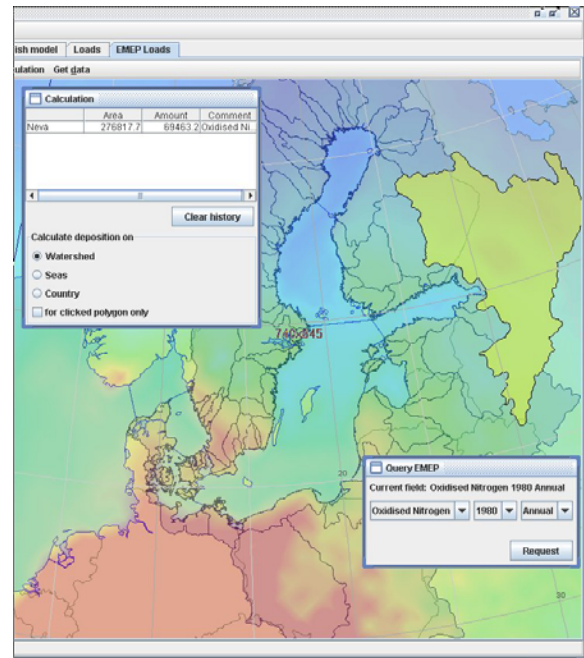 ish model Loads EMEP Loads
ulation Get data
Calculation
Area Amount Comment
Neva 276817.7 69463.2 Oxidised Ni...
Clear history
Calculate deposition on
Watershed
Seas
Country
for clicked polygon only
Query EMEP
20
Current field: Oxidised Nitrogen 1980 Annual
Oxidised Nitrogen 1980 Annual
Request
30